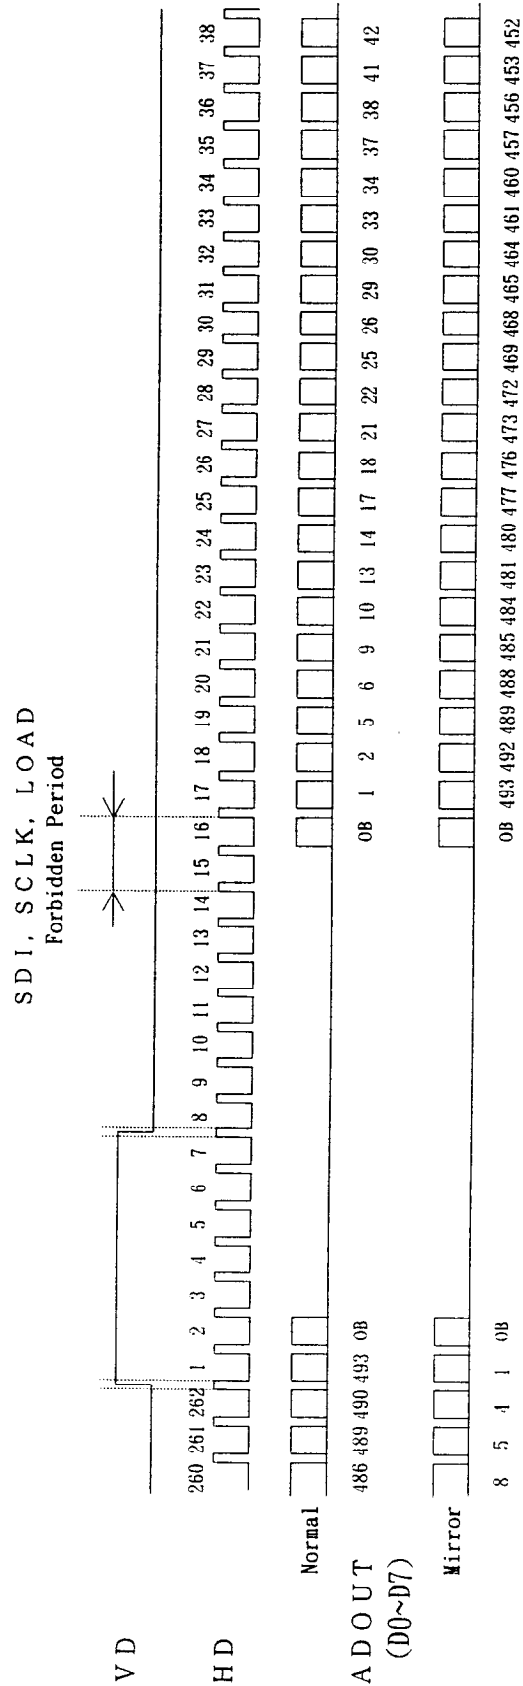 SDI, SCLK, LOAD
Forbidden Period
VD
HD 260 261 262 1 2 3 4 5 6 7 8 9 10 11 12 13 14 15 16 17 18 19 20 21 22 23 24 25 26 27 28 29 30 31 32 33 34 35 36 37 38
Normal
ADOUT 486 489 490 493 OB OB 1 2 5 6 9 10 13 14 17 18 21 22 25 26 29 30 33 34 37 38 41 42
(D0~D7)
Mirror
8 5 4 1 OB OB 493 492 489 488 485 484 481 480 477 476 473 472 469 468 465 464 461 460 457 456 453 452